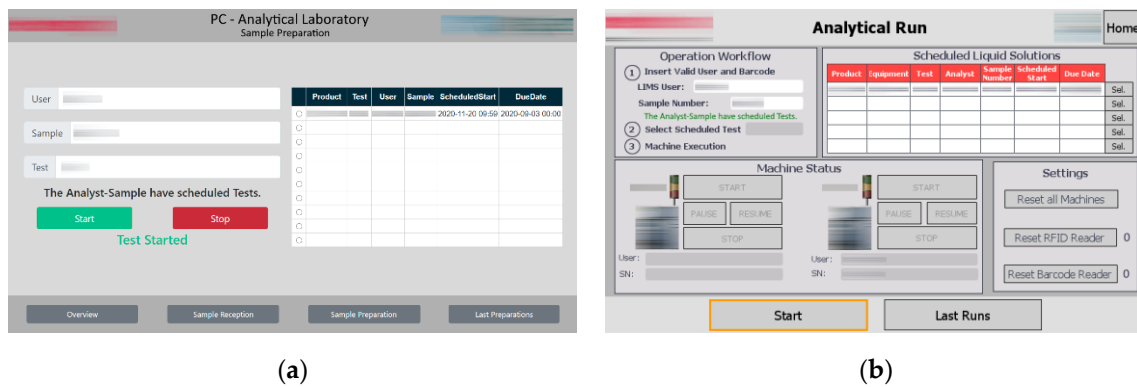 PC - Analytical Laboratory
Sample Preparation
User
Sample
Test
The Analyst-Sample have scheduled Tests.
Start Stop
Test Started
Product Test User Sample ScheduledStart DueDate
2020-11-20 09:59 2020-09-03 00:00
Overview Sample Reception Sample Preparation Last Preparations
(a)
Analytical Run
Home
Operation Workflow
1 Insert Valid User and Barcode
LIMS User:
Sample Number:
The Analyst-Sample have scheduled Tests.
2 Select Scheduled Test
3 Machine Execution
Scheduled Liquid Solutions
Product Equipment Test Analyst Sample Number Scheduled Start Due Date
Sel.
Sel.
Sel.
Sel.
Sel.
Machine Status
START START
PAUSE RESUME PAUSE RESUME
STOP STOP
User: User:
SN: SN:
Settings
Reset all Machines
Reset RFID Reader 0
Reset Barcode Reader 0
Start Last Runs
(b)